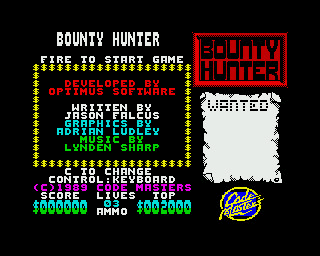 BOUNTY HUNTER
FIRE TO START GAME
DEVELOPED BY
OPTIMUS SOFTWARE
WRITTEN BY
JASON FALCUS
GRAPHICS BY
ADRIAN LUDLEY
MUSIC BY
LYNDEN SHARP
C TO CHANGE
CONTROL:KEYBOARD
(C)1989 CODE MASTERS
SCORE LIVES TOP
$000000 03 $002000
AMMO
BOUNTY
HUNTER
WANTED
Code
Masters